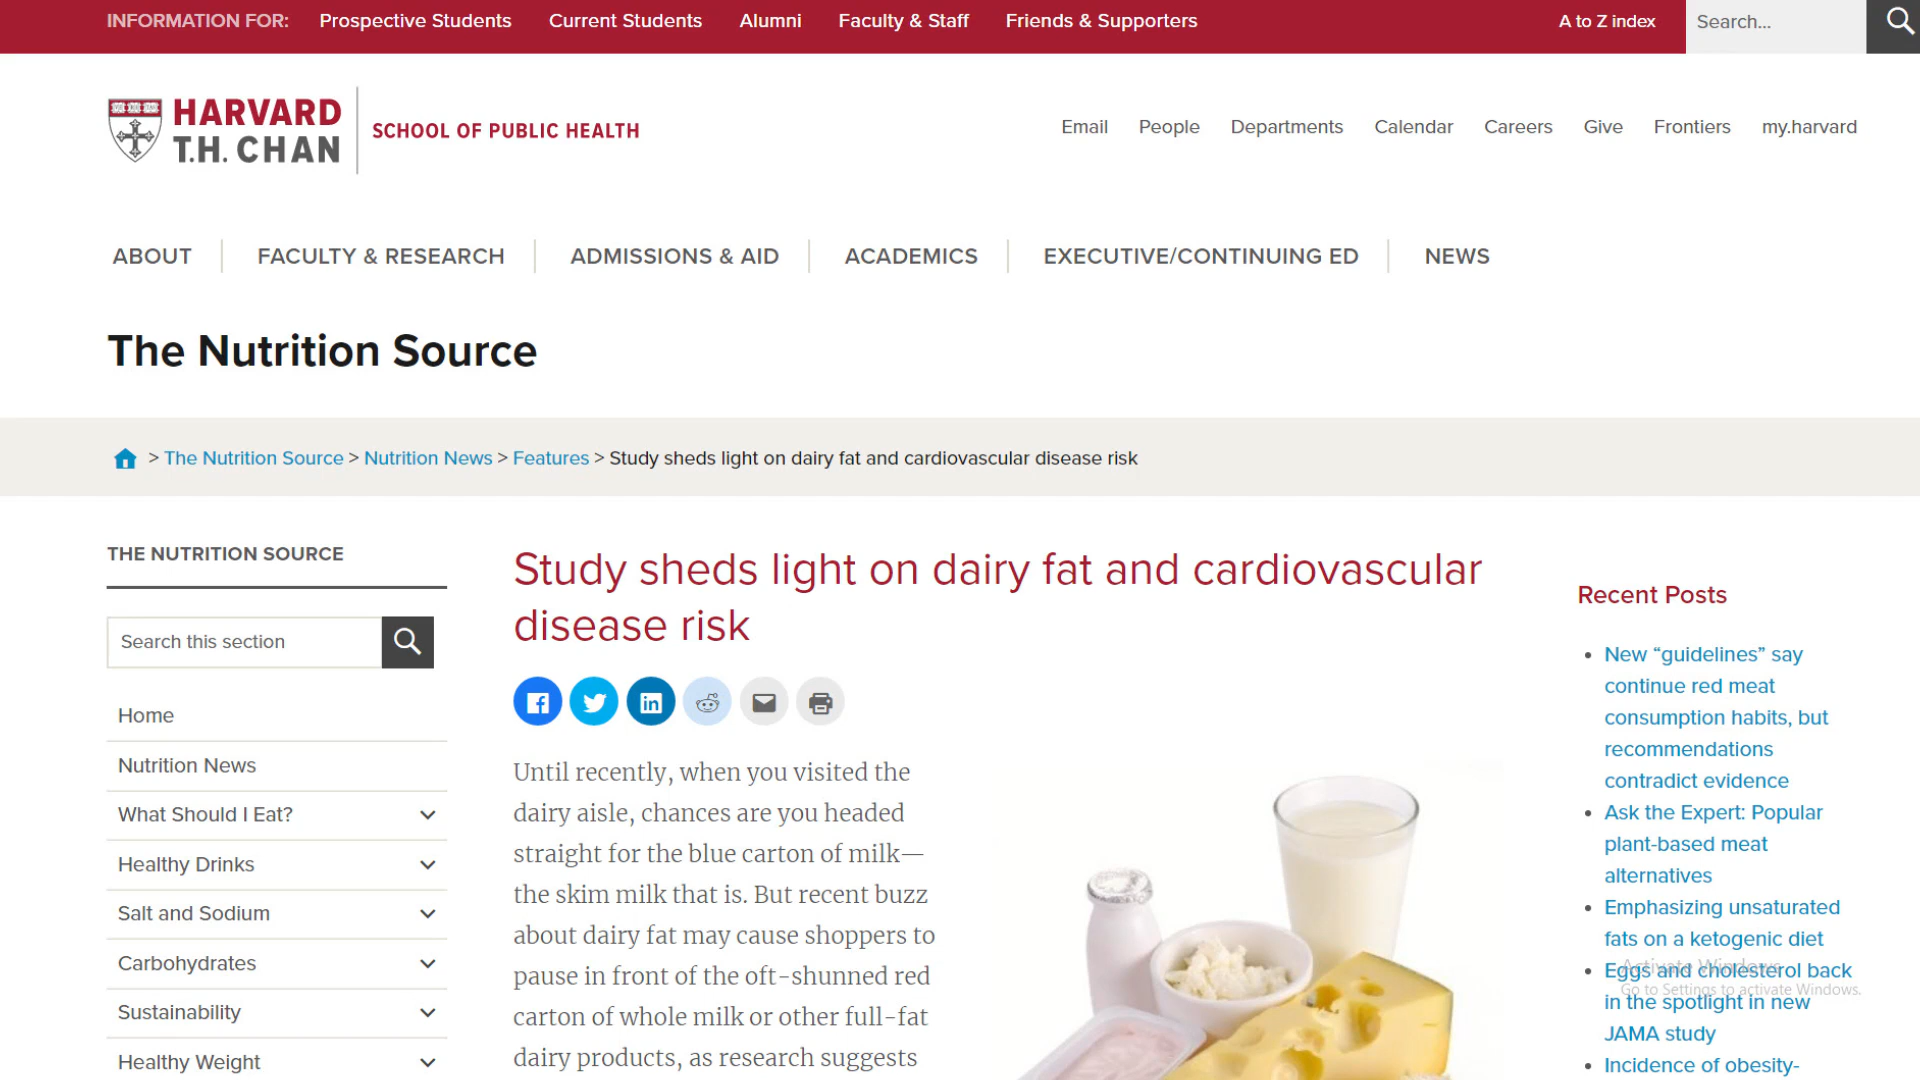 INFORMATION FOR: Prospective Students Current Students Alumni Faculty & Staff Friends & Supporters A to Z index Search...
HARVARD
T.H. CHAN
SCHOOL OF PUBLIC HEALTH
Email People Departments Calendar Careers Give Frontiers my.harvard
ABOUT FACULTY & RESEARCH ADMISSIONS & AID ACADEMICS EXECUTIVE/CONTINUING ED NEWS
The Nutrition Source
> The Nutrition Source > Nutrition News > Features > Study sheds light on dairy fat and cardiovascular disease risk
THE NUTRITION SOURCE
Search this section
Home
Nutrition News
What Should I Eat?
Healthy Drinks
Salt and Sodium
Carbohydrates
Sustainability
Healthy Weight
Study sheds light on dairy fat and cardiovascular
disease risk
Until recently, when you visited the
dairy aisle, chances are you headed
straight for the blue carton of milk—
the skim milk that is. But recent buzz
about dairy fat may cause shoppers to
pause in front of the oft-shunned red
carton of whole milk or other full-fat
dairy products, as research suggests
Recent Posts
New “guidelines” say
continue red meat
consumption habits, but
recommendations
contradict evidence
Ask the Expert: Popular
plant-based meat
alternatives
Emphasizing unsaturated
fats on a ketogenic diet
Eggs and cholesterol back
in the spotlight in new
JAMA study
Incidence of obesity-
Activate Windows
Go to Settings to activate Windows.